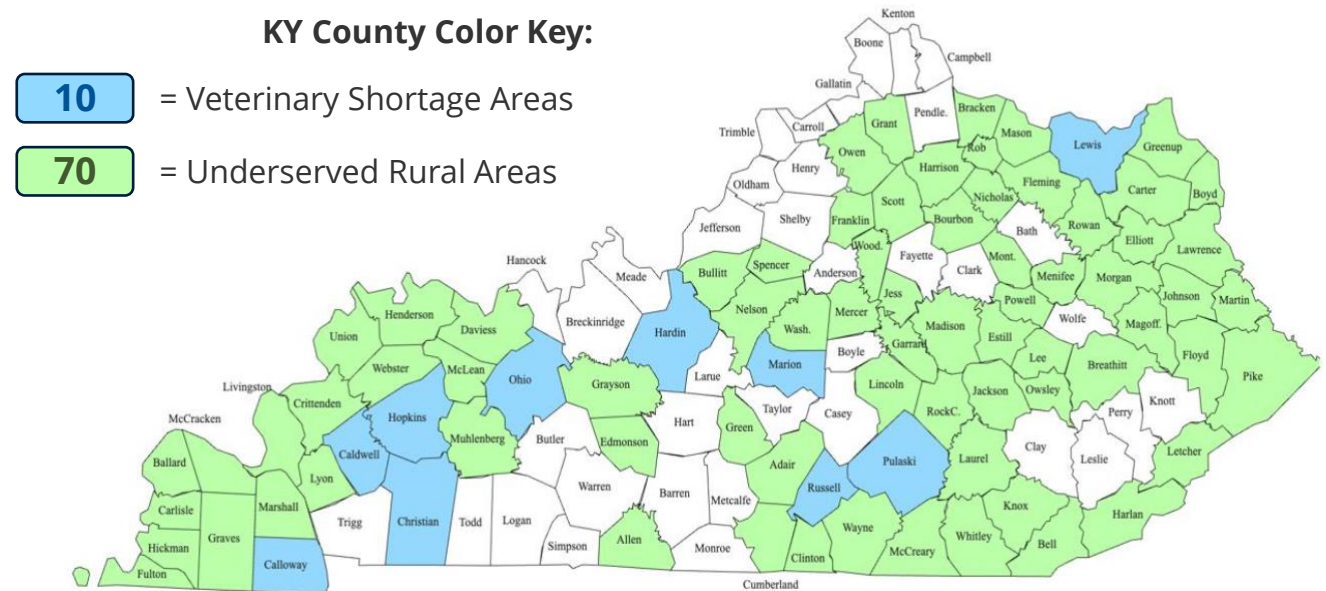 KY County Color Key:
10 = Veterinary Shortage Areas
70 = Underserved Rural Areas
Kenton
Boone
Campbell
Gallatin
Pendle.
Bracken
Grant
Carroll
Trimble
Mason
Lewis
Greenup
Owen
Rob
Henry
Harrison
Oldham
Fleming
Carter
Boyd
Nicholas
Scott
Shelby
Franklin
Bourbon
Jefferson
Rowan
Bath
Elliott
Wood.
Lawrence
Fayette
Mont.
Hancock
Spencer
Clark
Bullitt
Anderson
Meade
Menifee
Morgan
Jess
Johnson
Martin
Powell
Nelson
Mercer
Henderson
Wolfe
Breckinridge
Madison
Magoff.
Daviess
Wash.
Hardin
Union
Estill
Garrard
Boyle
Lee
Floyd
Marion
Breathitt
Webster
McLean
Larue
Pike
Ohio
Grayson
Lincoln
Livingston
Jackson
Owsley
Crittenden
Taylor
Knott
RockC.
Perry
Casey
Hopkins
McCracken
Hart
Green
Muhlenberg
Butler
Edmonson
Clay
Letcher
Caldwell
Laurel
Leslie
Pulaski
Ballard
Adair
Lyon
Warren
Russell
Barren
Metcalfe
Marshall
Knox
Carlisle
Harlan
Trigg
Christian
Todd
Logan
Wayne
Graves
Whitley
Allen
Bell
Simpson
Monroe
Hickman
McCreary
Clinton
Calloway
Fulton
Cumberland